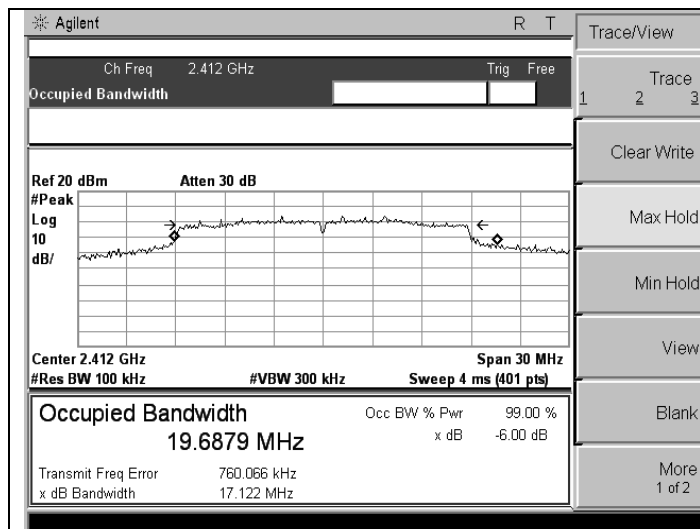 Agilent R T
Trace/View
Ch Freq 2.412 GHz Trig Free
Occupied Bandwidth
Trace
1 2 3
Clear Write
Ref 20 dBm Atten 30 dB
#Peak
Log
10
dB/
Max Hold
Min Hold
Center 2.412 GHz Span 30 MHz
#Res BW 100 kHz #VBW 300 kHz Sweep 4 ms (401 pts)
View
Occupied Bandwidth
19.6879 MHz
Occ BW % Pwr 99.00 %
x dB -6.00 dB
Blank
Transmit Freq Error 760.066 kHz
x dB Bandwidth 17.122 MHz
More
1 of 2